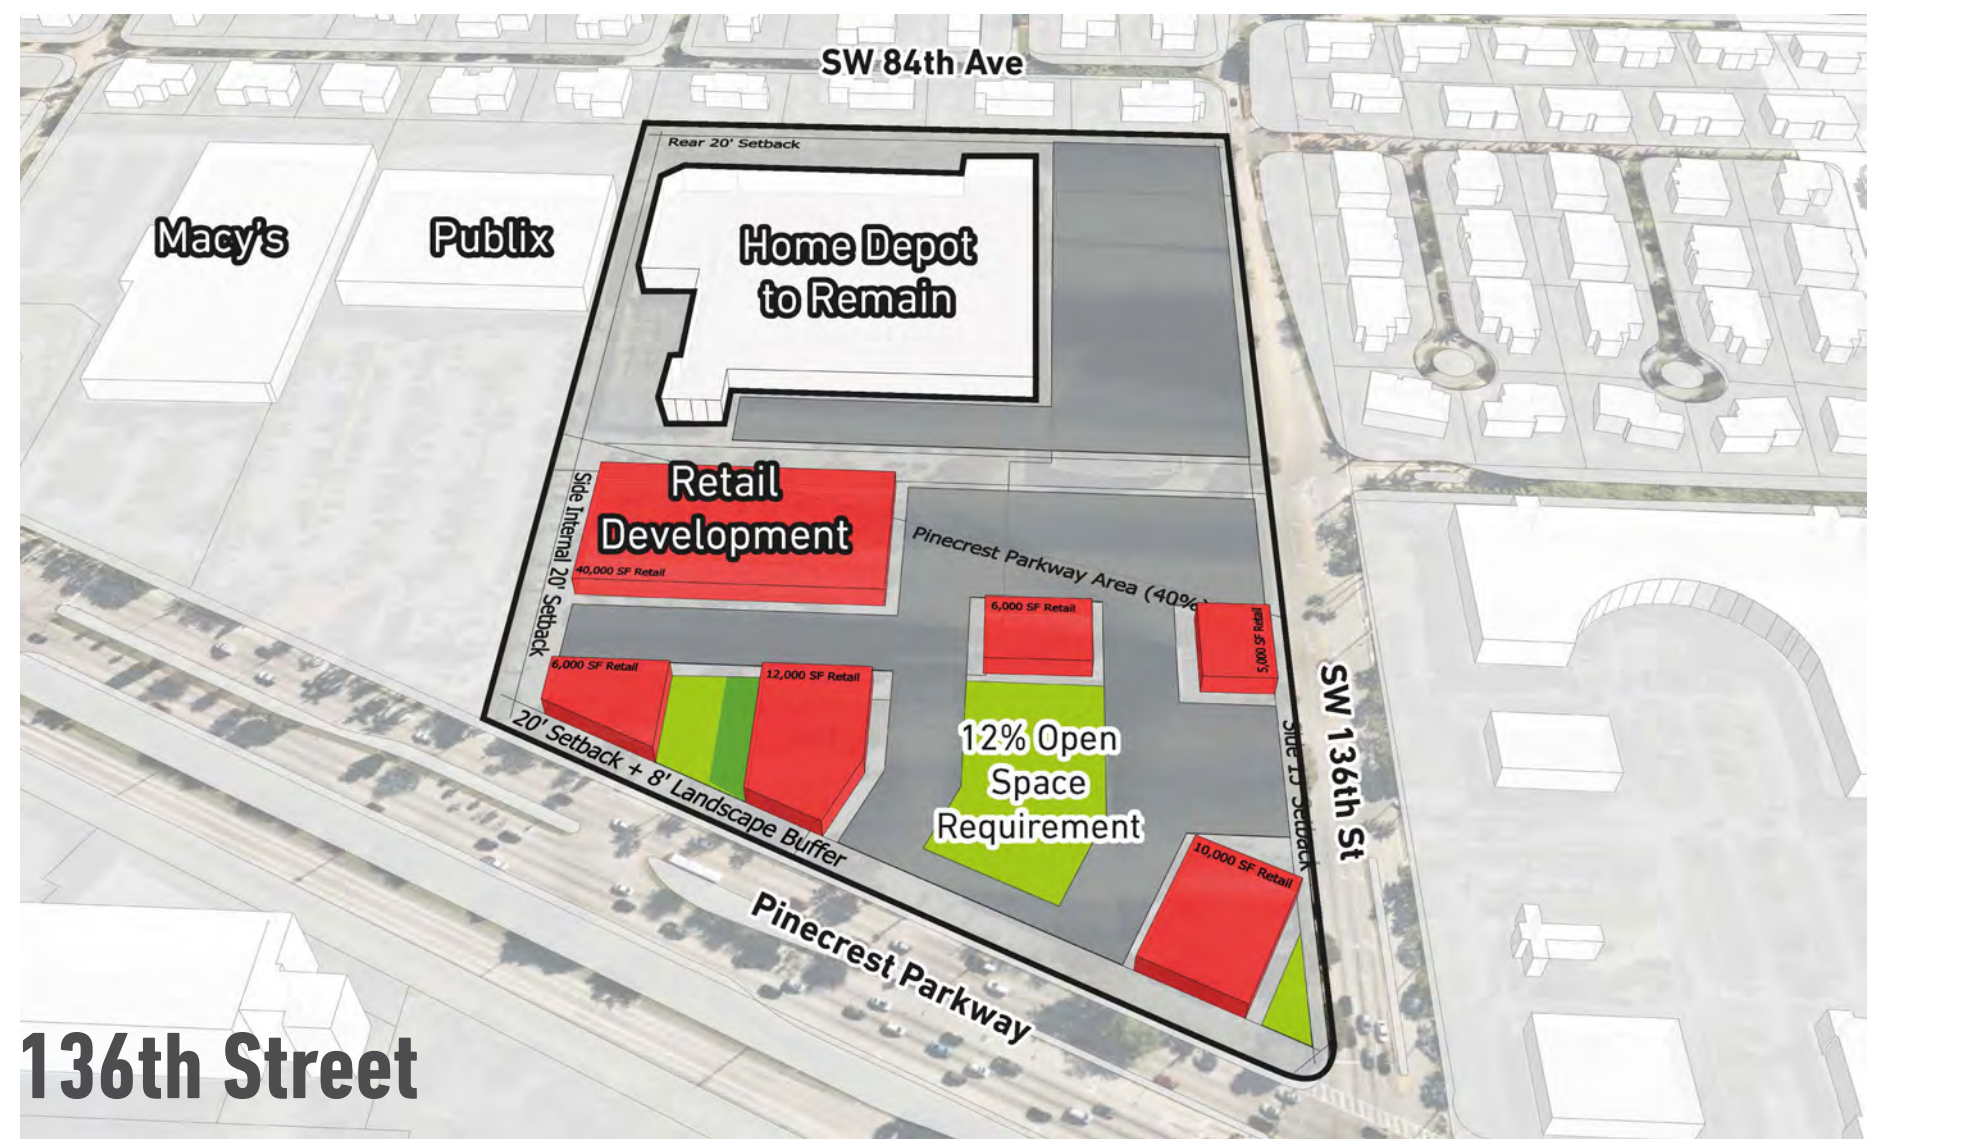 SW 84th Ave
Rear 20' Setback
Macy's
Publix
Home Depot
to Remain
Retail
Development
40,000 SF Retail
Side Internal 20' Setback
Pinecrest Parkway Area (40%)
6,000 SF Retail
5,000 SF Retail
6,000 SF Retail
12,000 SF Retail
12% Open
Space
Requirement
SW 136th St
Side 15' Setback
20' Setback + 8' Landscape Buffer
10,000 SF Retail
Pinecrest Parkway
136th Street